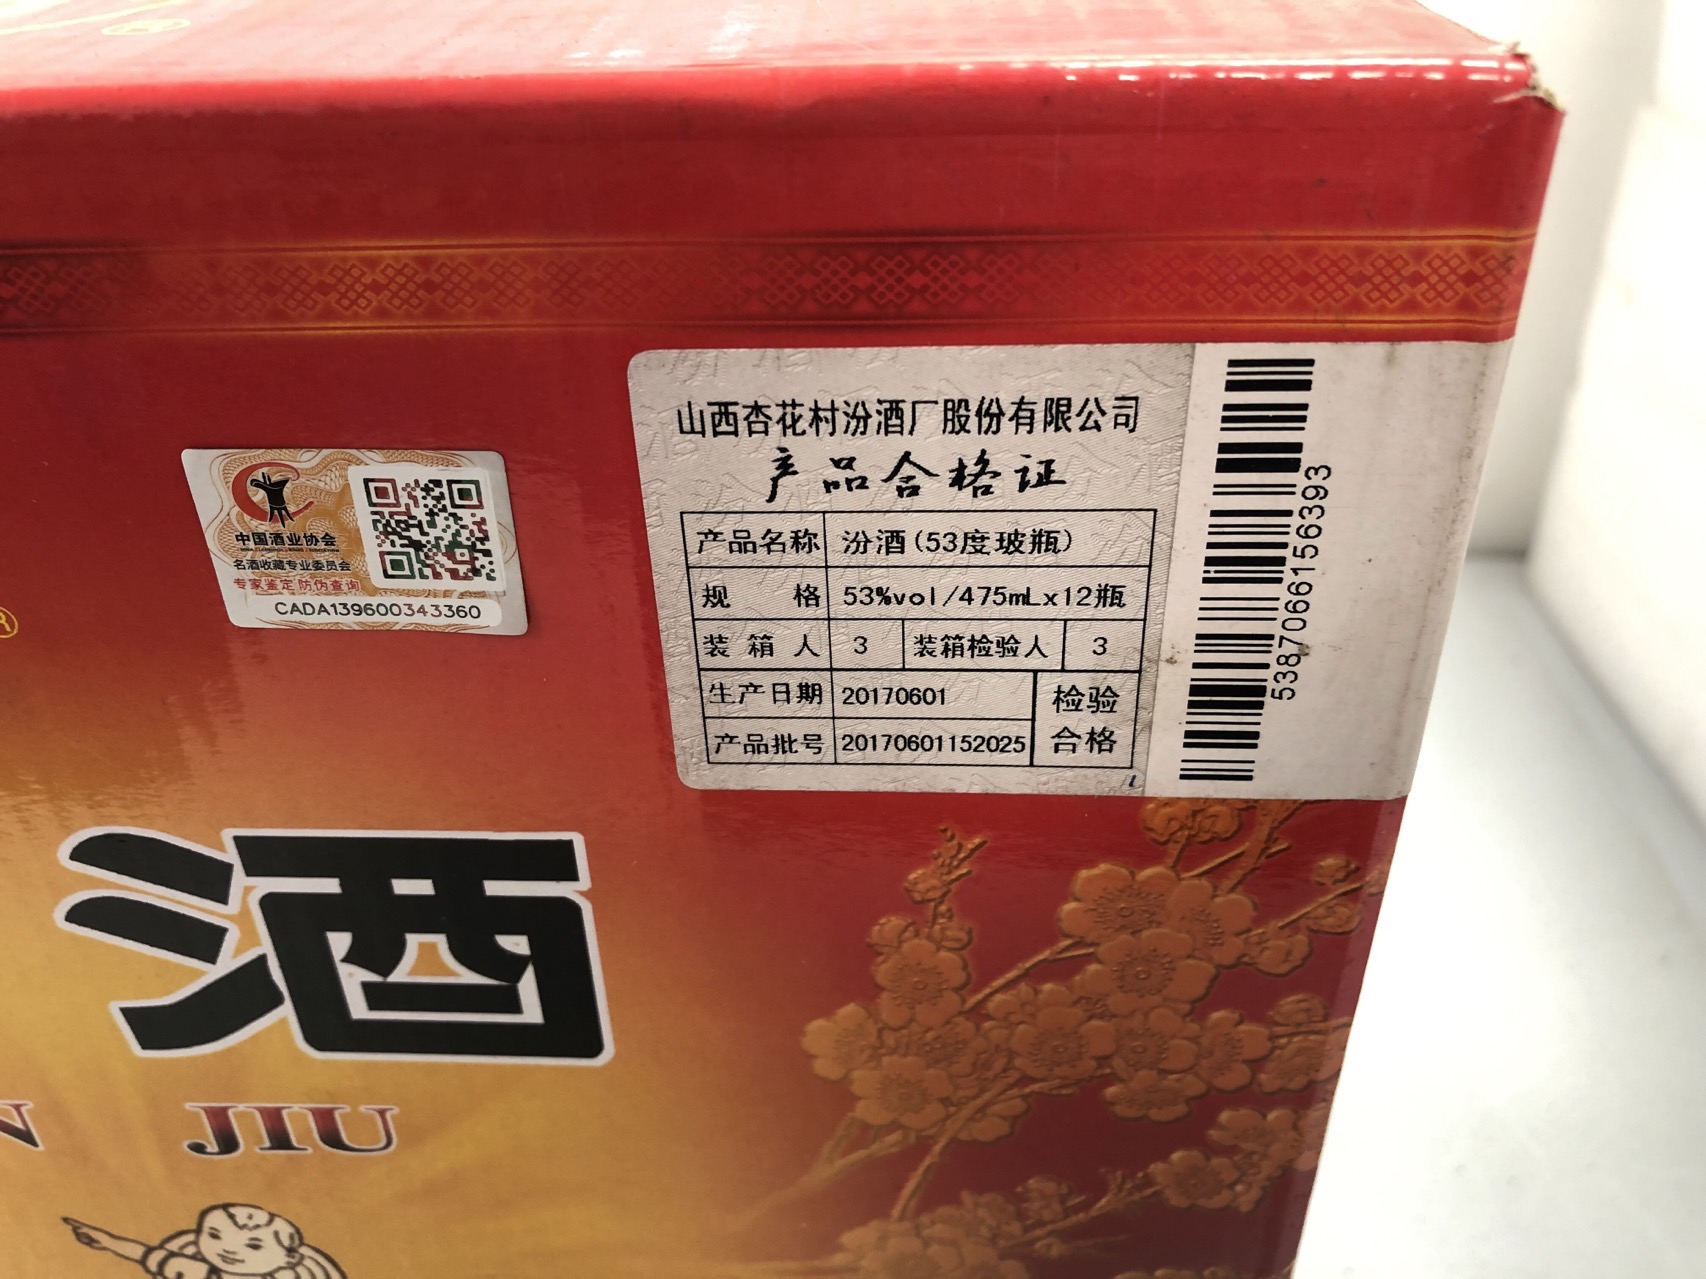 山西杏花村汾酒厂股份有限公司
产品合格证
产品名称 汾酒(53度玻瓶)
规 格 53%vol/475mLx12瓶
装 箱 人 3 装箱检验人 3
生产日期 20170601 检验
产品批号 20170601152025 合格
5387066156393
中国酒业协会
名酒收藏专业委员会
专家鉴定 防伪查询
CADA139600343360
®
酒
N JIU